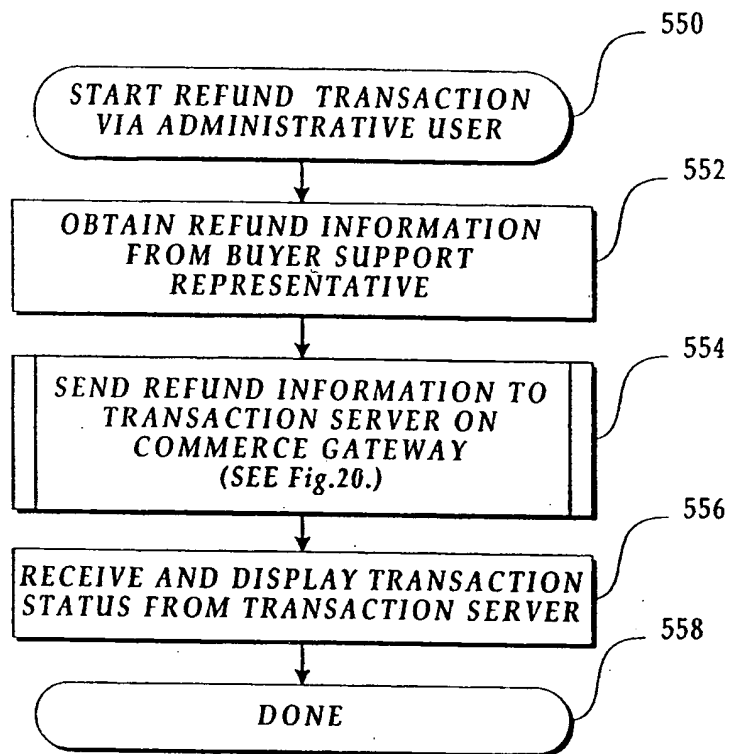 550
START REFUND TRANSACTION
VIA ADMINISTRATIVE USER
552
OBTAIN REFUND INFORMATION
FROM BUYER SUPPORT
REPRESENTATIVE
554
SEND REFUND INFORMATION TO
TRANSACTION SERVER ON
COMMERCE GATEWAY
(SEE Fig.20.)
556
RECEIVE AND DISPLAY TRANSACTION
STATUS FROM TRANSACTION SERVER
558
DONE